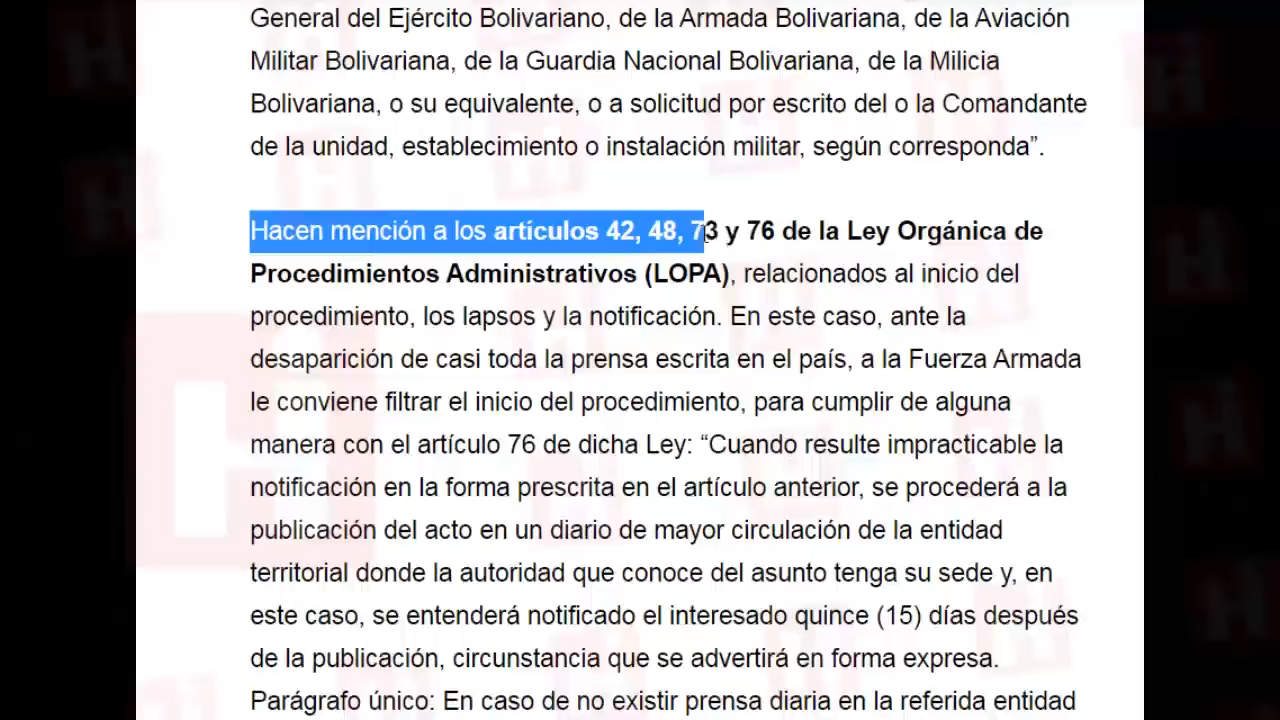 General del Ejército Bolivariano, de la Armada Bolivariana, de la Aviación
Militar Bolivariana, de la Guardia Nacional Bolivariana, de la Milicia
Bolivariana, o su equivalente, o a solicitud por escrito del o la Comandante
de la unidad, establecimiento o instalación militar, según corresponda”.
Hacen mención a los artículos 42, 48, 73 y 76 de la Ley Orgánica de
Procedimientos Administrativos (LOPA), relacionados al inicio del
procedimiento, los lapsos y la notificación. En este caso, ante la
desaparición de casi toda la prensa escrita en el país, a la Fuerza Armada
le conviene filtrar el inicio del procedimiento, para cumplir de alguna
manera con el artículo 76 de dicha Ley: “Cuando resulte impracticable la
notificación en la forma prescrita en el artículo anterior, se procederá a la
publicación del acto en un diario de mayor circulación de la entidad
territorial donde la autoridad que conoce del asunto tenga su sede y, en
este caso, se entenderá notificado el interesado quince (15) días después
de la publicación, circunstancia que se advertirá en forma expresa.
Parágrafo único: En caso de no existir prensa diaria en la referida entidad